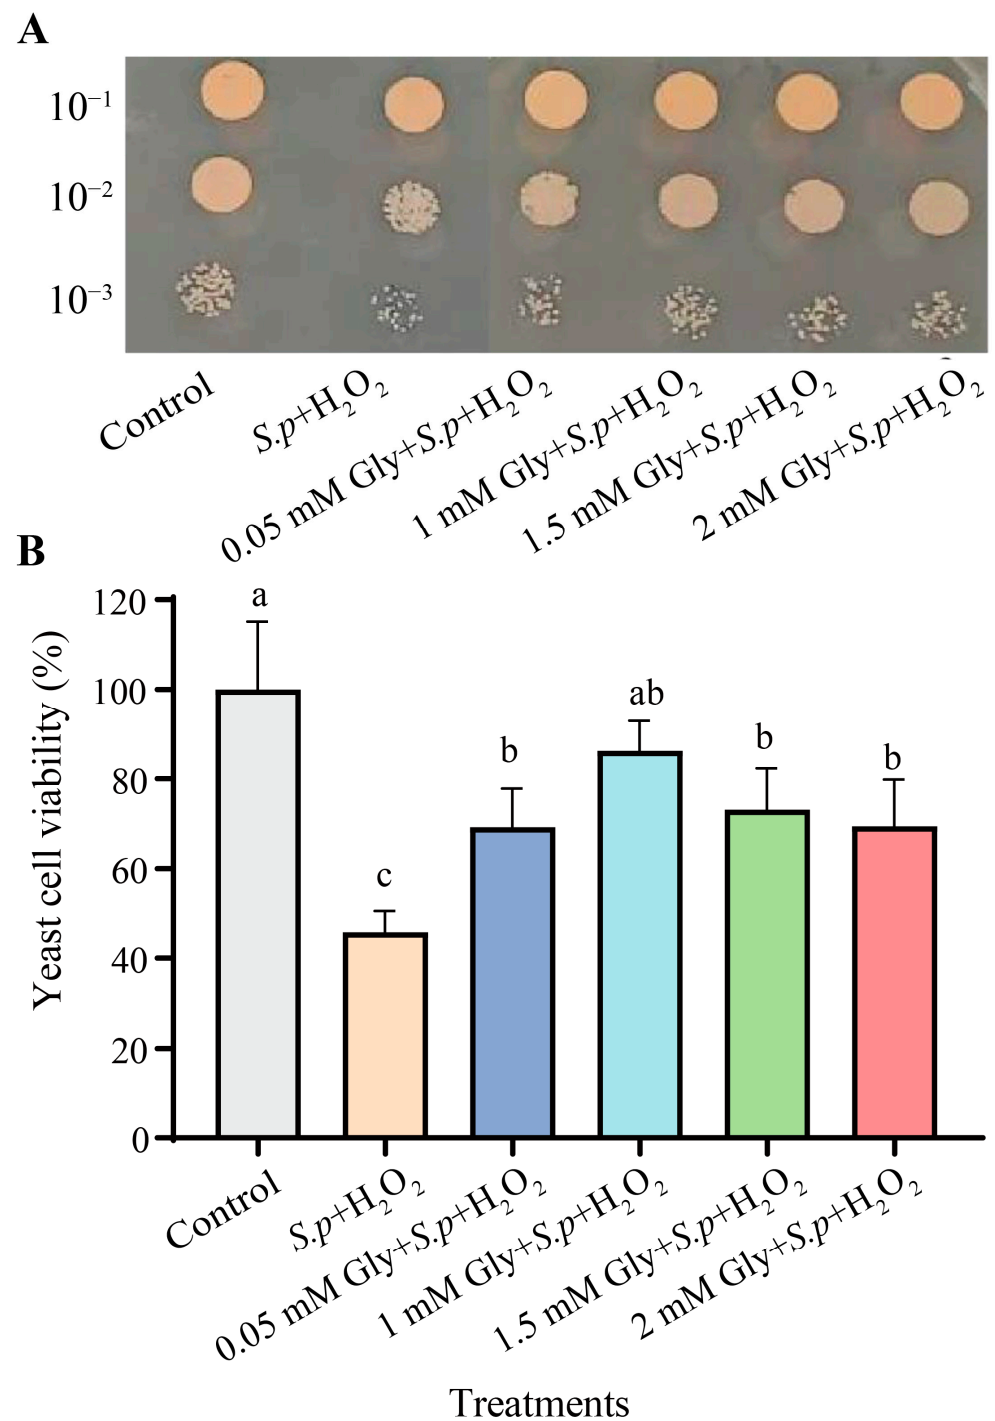 A
10⁻¹
10⁻²
10⁻³
Control
S.p+H₂O₂
0.05 mM Gly+S.p+H₂O₂
1 mM Gly+S.p+H₂O₂
1.5 mM Gly+S.p+H₂O₂
2 mM Gly+S.p+H₂O₂
B
Yeast cell viability (%)
120
100
80
60
40
20
0
a
c
b
ab
b
b
Control
S.p+H₂O₂
0.05 mM Gly+S.p+H₂O₂
1 mM Gly+S.p+H₂O₂
1.5 mM Gly+S.p+H₂O₂
2 mM Gly+S.p+H₂O₂
Treatments